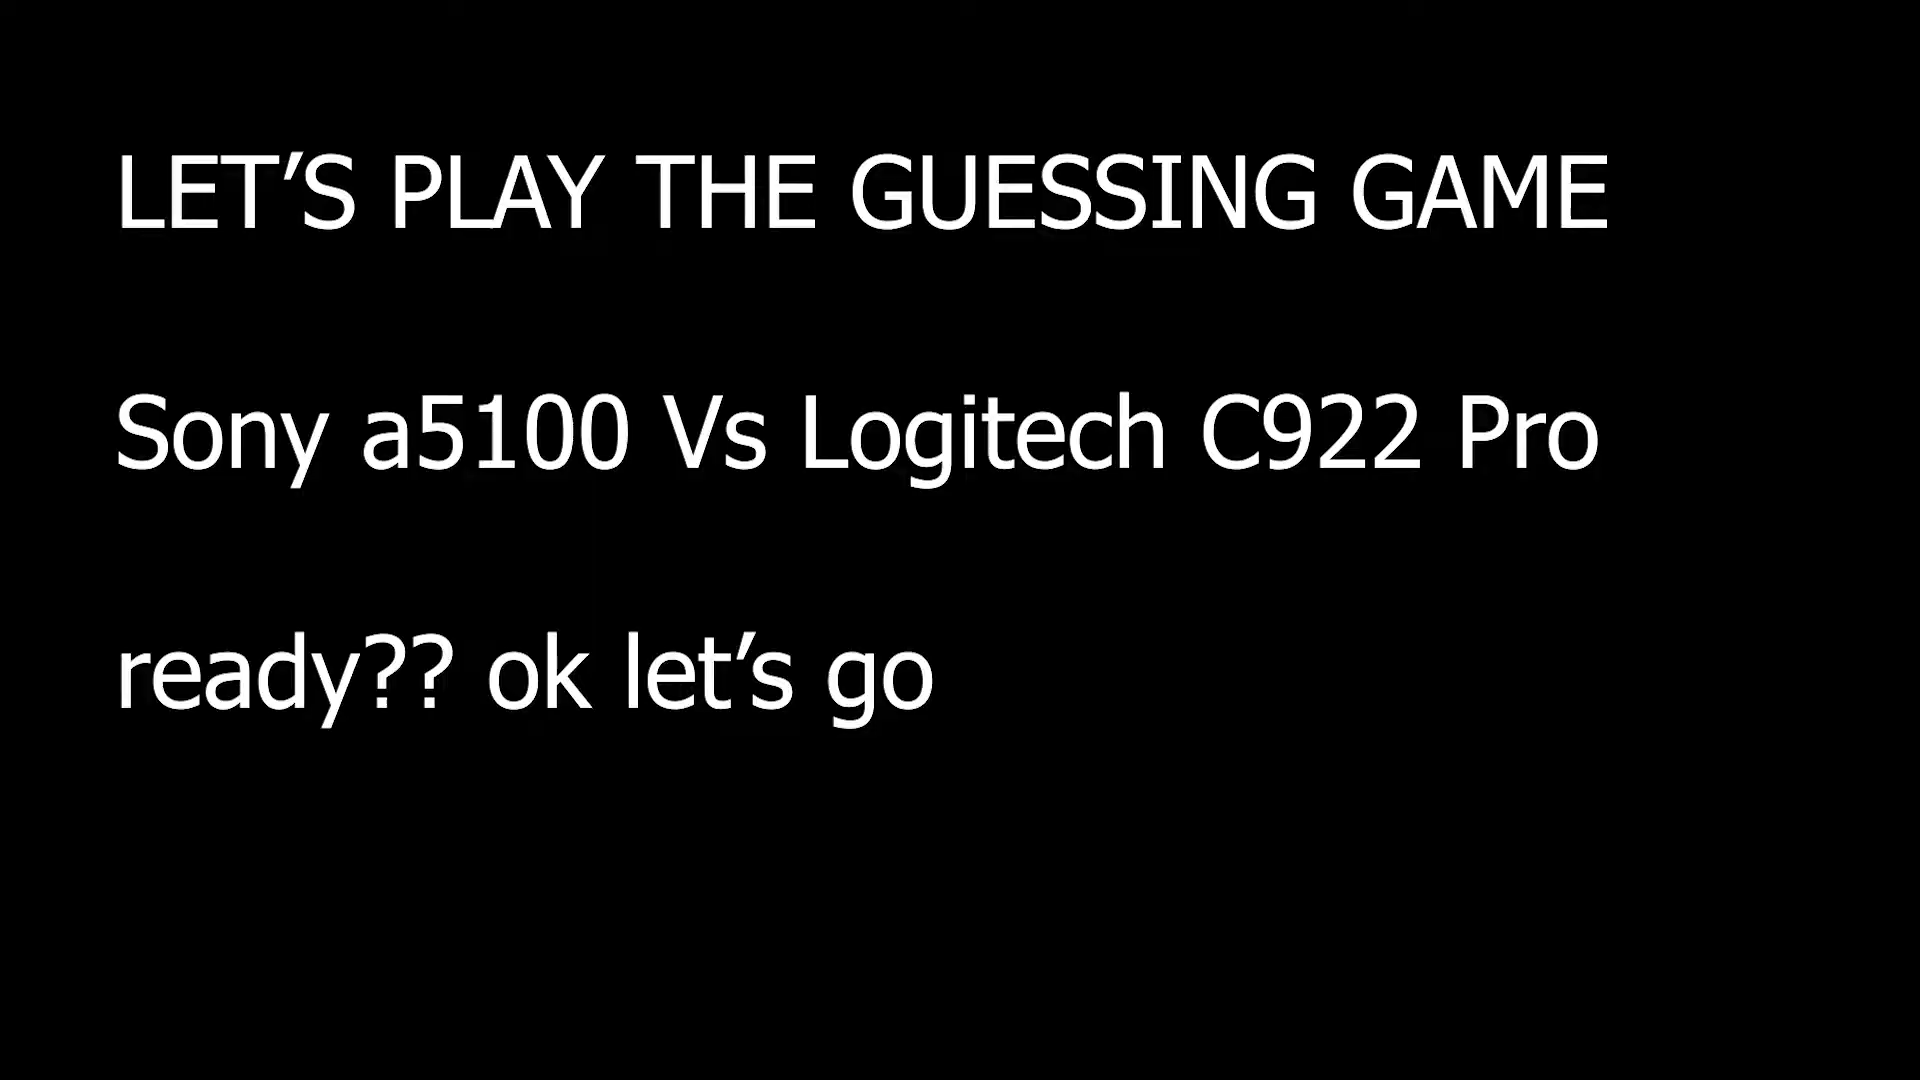 LET’S PLAY THE GUESSING GAME
Sony a5100 Vs Logitech C922 Pro
ready?? ok let’s go